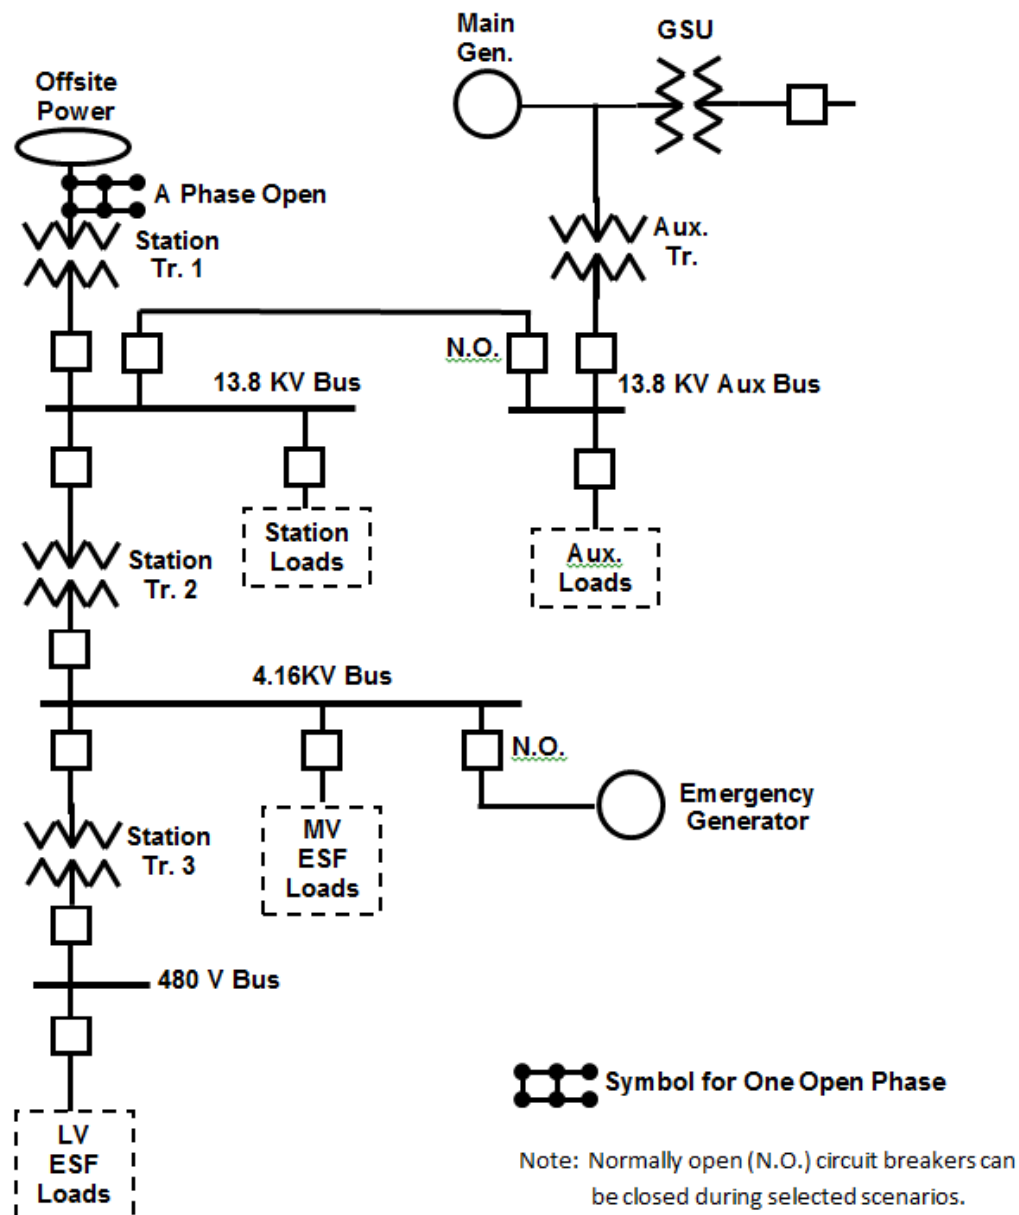 Main
Gen.
GSU
Offsite
Power
A Phase Open
Station
Tr. 1
Aux.
Tr.
N.O.
13.8 KV Bus
13.8 KV Aux Bus
Station
Loads
Aux.
Loads
Station
Tr. 2
4.16KV Bus
N.O.
Emergency
Generator
Station
Tr. 3
MV
ESF
Loads
480 V Bus
Symbol for One Open Phase
LV
ESF
Loads
Note: Normally open (N.O.) circuit breakers can
be closed during selected scenarios.